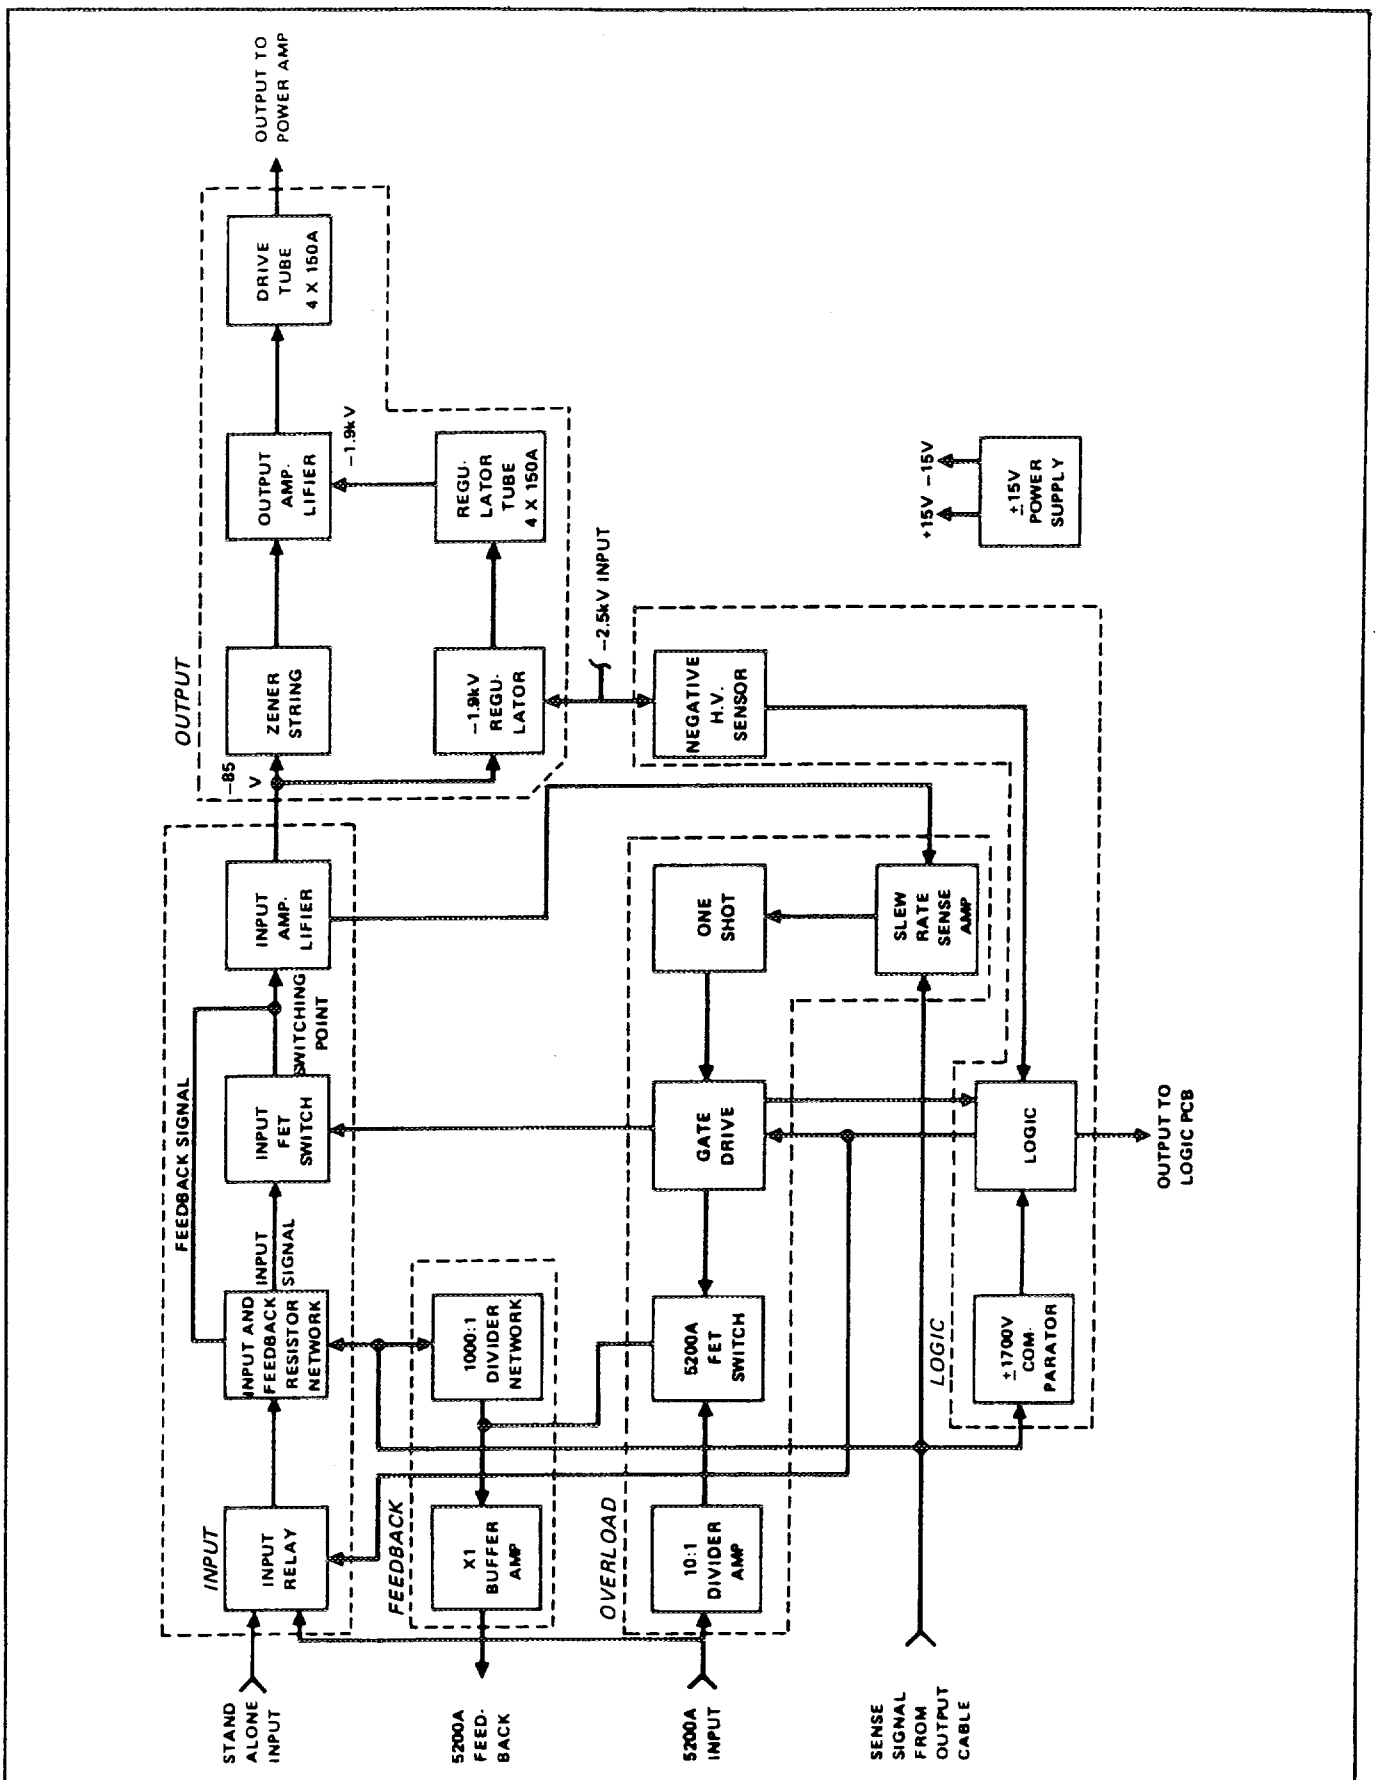 OUTPUT TO
POWER AMP
OUTPUT
-85
V
ZENER
STRING
OUTPUT
AMP-
LIFIER
DRIVE
TUBE
4 X 150A
-1.9kV
-1.9kV
REGU-
LATOR
REGU-
LATOR
TUBE
4 X 150A
-2.5kV INPUT
+15V -15V
±15V
POWER
SUPPLY
INPUT
STAND
ALONE
INPUT
INPUT
RELAY
INPUT AND
FEEDBACK
RESISTOR
NETWORK
FEEDBACK SIGNAL
INPUT
SIGNAL
INPUT
FET
SWITCH
SWITCHING
POINT
INPUT
AMP-
LIFIER
FEEDBACK
5200A
FEED-
BACK
X1
BUFFER
AMP
1000:1
DIVIDER
NETWORK
OVERLOAD
5200A
INPUT
10:1
DIVIDER
AMP
5200A
FET
SWITCH
GATE
DRIVE
ONE
SHOT
SLEW
RATE
SENSE
AMP
NEGATIVE
H.V.
SENSOR
SENSE
SIGNAL
FROM
OUTPUT
CABLE
LOGIC
±1700V
COM-
PARATOR
LOGIC
OUTPUT TO
LOGIC PCB